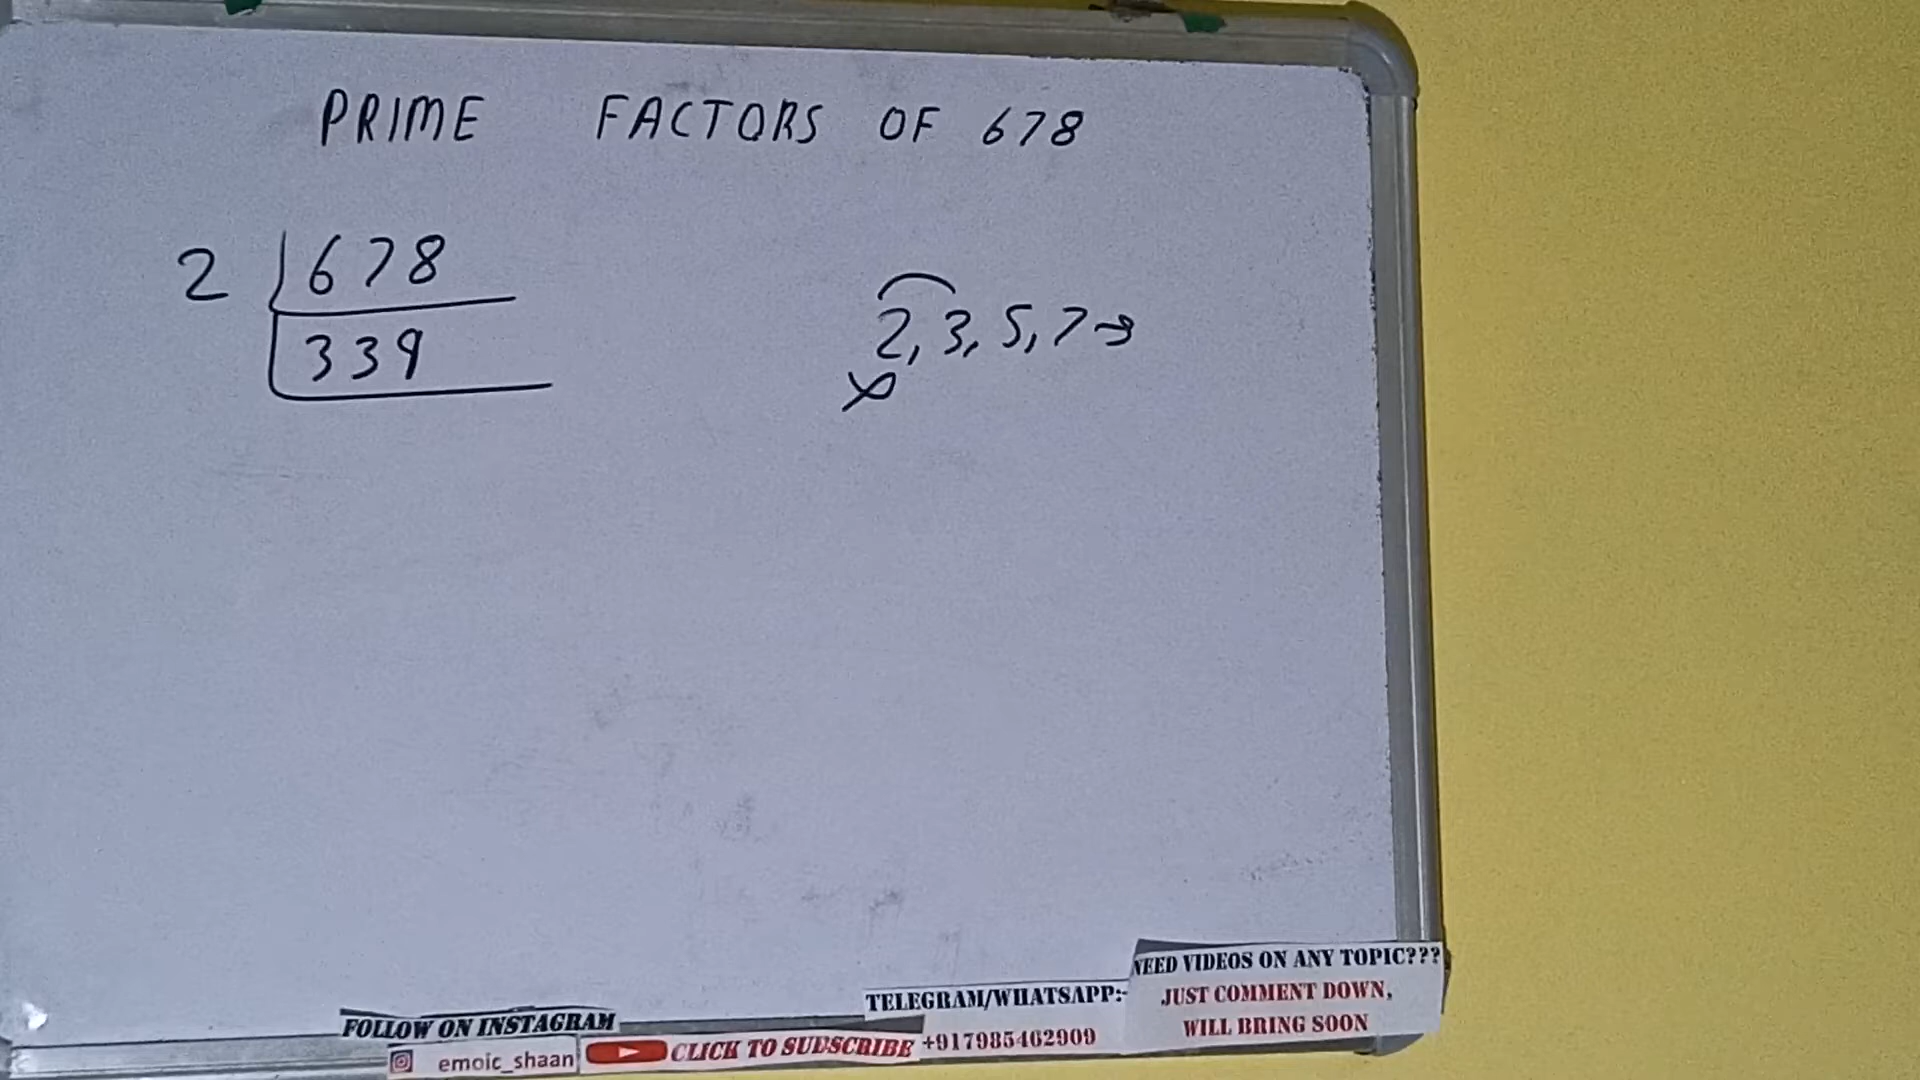 PRIME FACTORS OF 678
2 678
339
2, 3, 5, 7 →
NEED VIDEOS ON ANY TOPIC???
JUST COMMENT DOWN,
WILL BRING SOON
TELEGRAM/WHATSAPP:-
+917985462909
FOLLOW ON INSTAGRAM
emoic_shaan
CLICK TO SUBSCRIBE